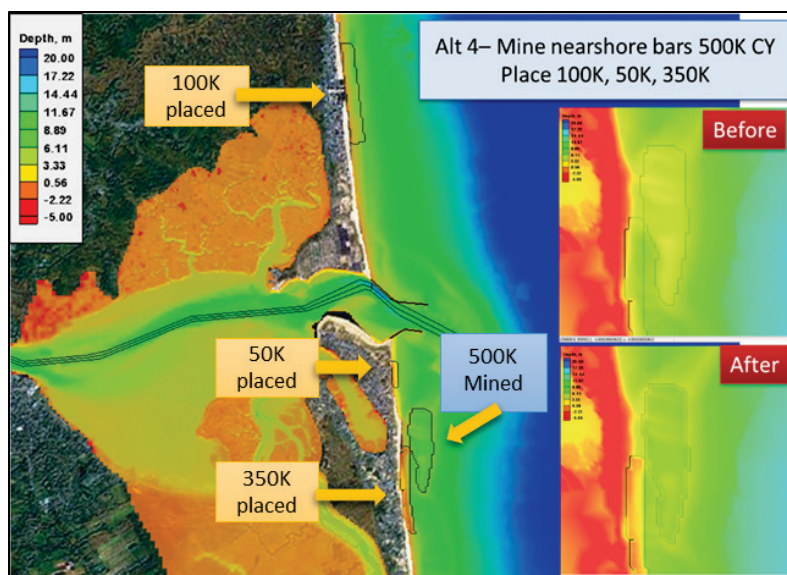 Depth, m
20.00
17.22
14.44
11.67
8.89
6.11
3.33
0.56
-2.22
-5.00
100K
placed
Alt 4– Mine nearshore bars 500K CY
Place 100K, 50K, 350K
Before
50K
placed
500K
Mined
After
350K
placed